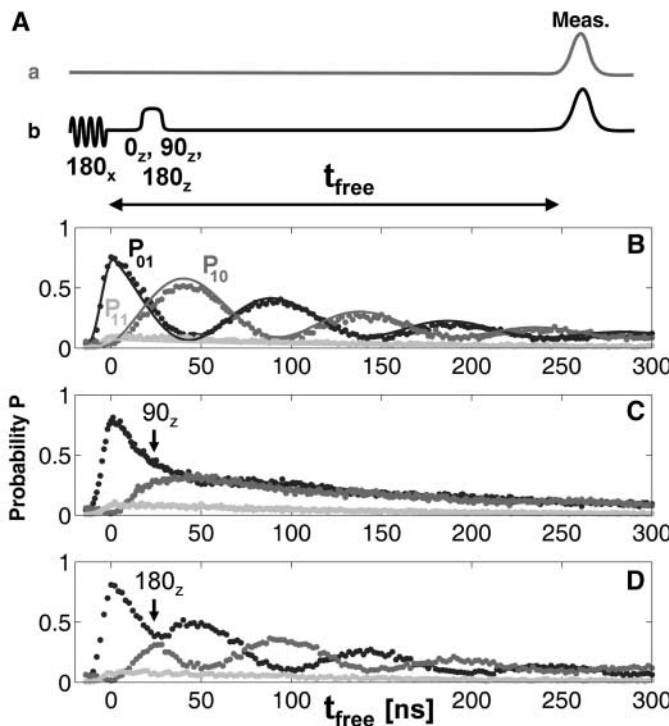 A
Meas.
a
b
180x 0z, 90z,
180z
tfree
1 B
P01
P10
0.5
P11
0
0 50 100 150 200 250 300
Probability P
1 C
90z
0.5
0
0 50 100 150 200 250 300
1 D
180z
0.5
0
0 50 100 150 200 250 300
tfree [ns]